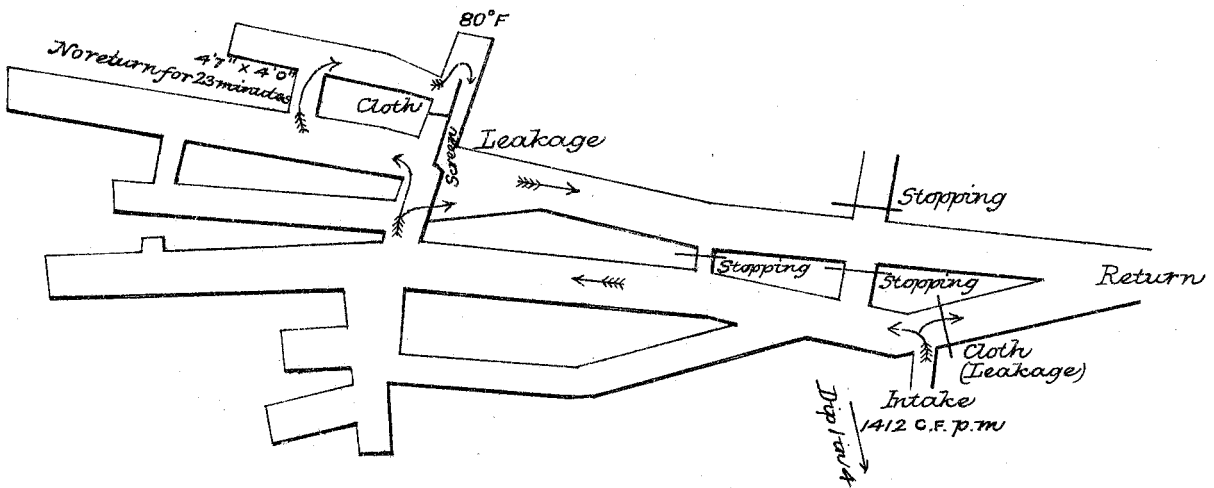 80°F
4'7" x 4'0"
No return for 23 minutes
Cloth
Screen
Leakage
Stopping
Stopping
Stopping
Return
Cloth
(Leakage)
Intake
1412 C.F. p.m
Dip 1 in 4